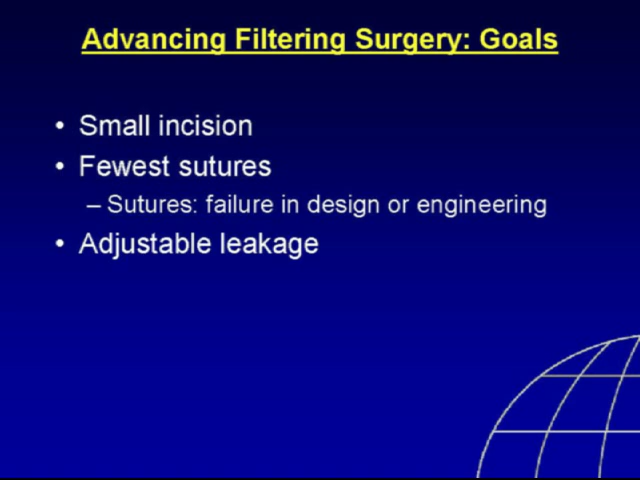 Advancing Filtering Surgery: Goals
• Small incision
• Fewest sutures
– Sutures: failure in design or engineering
• Adjustable leakage